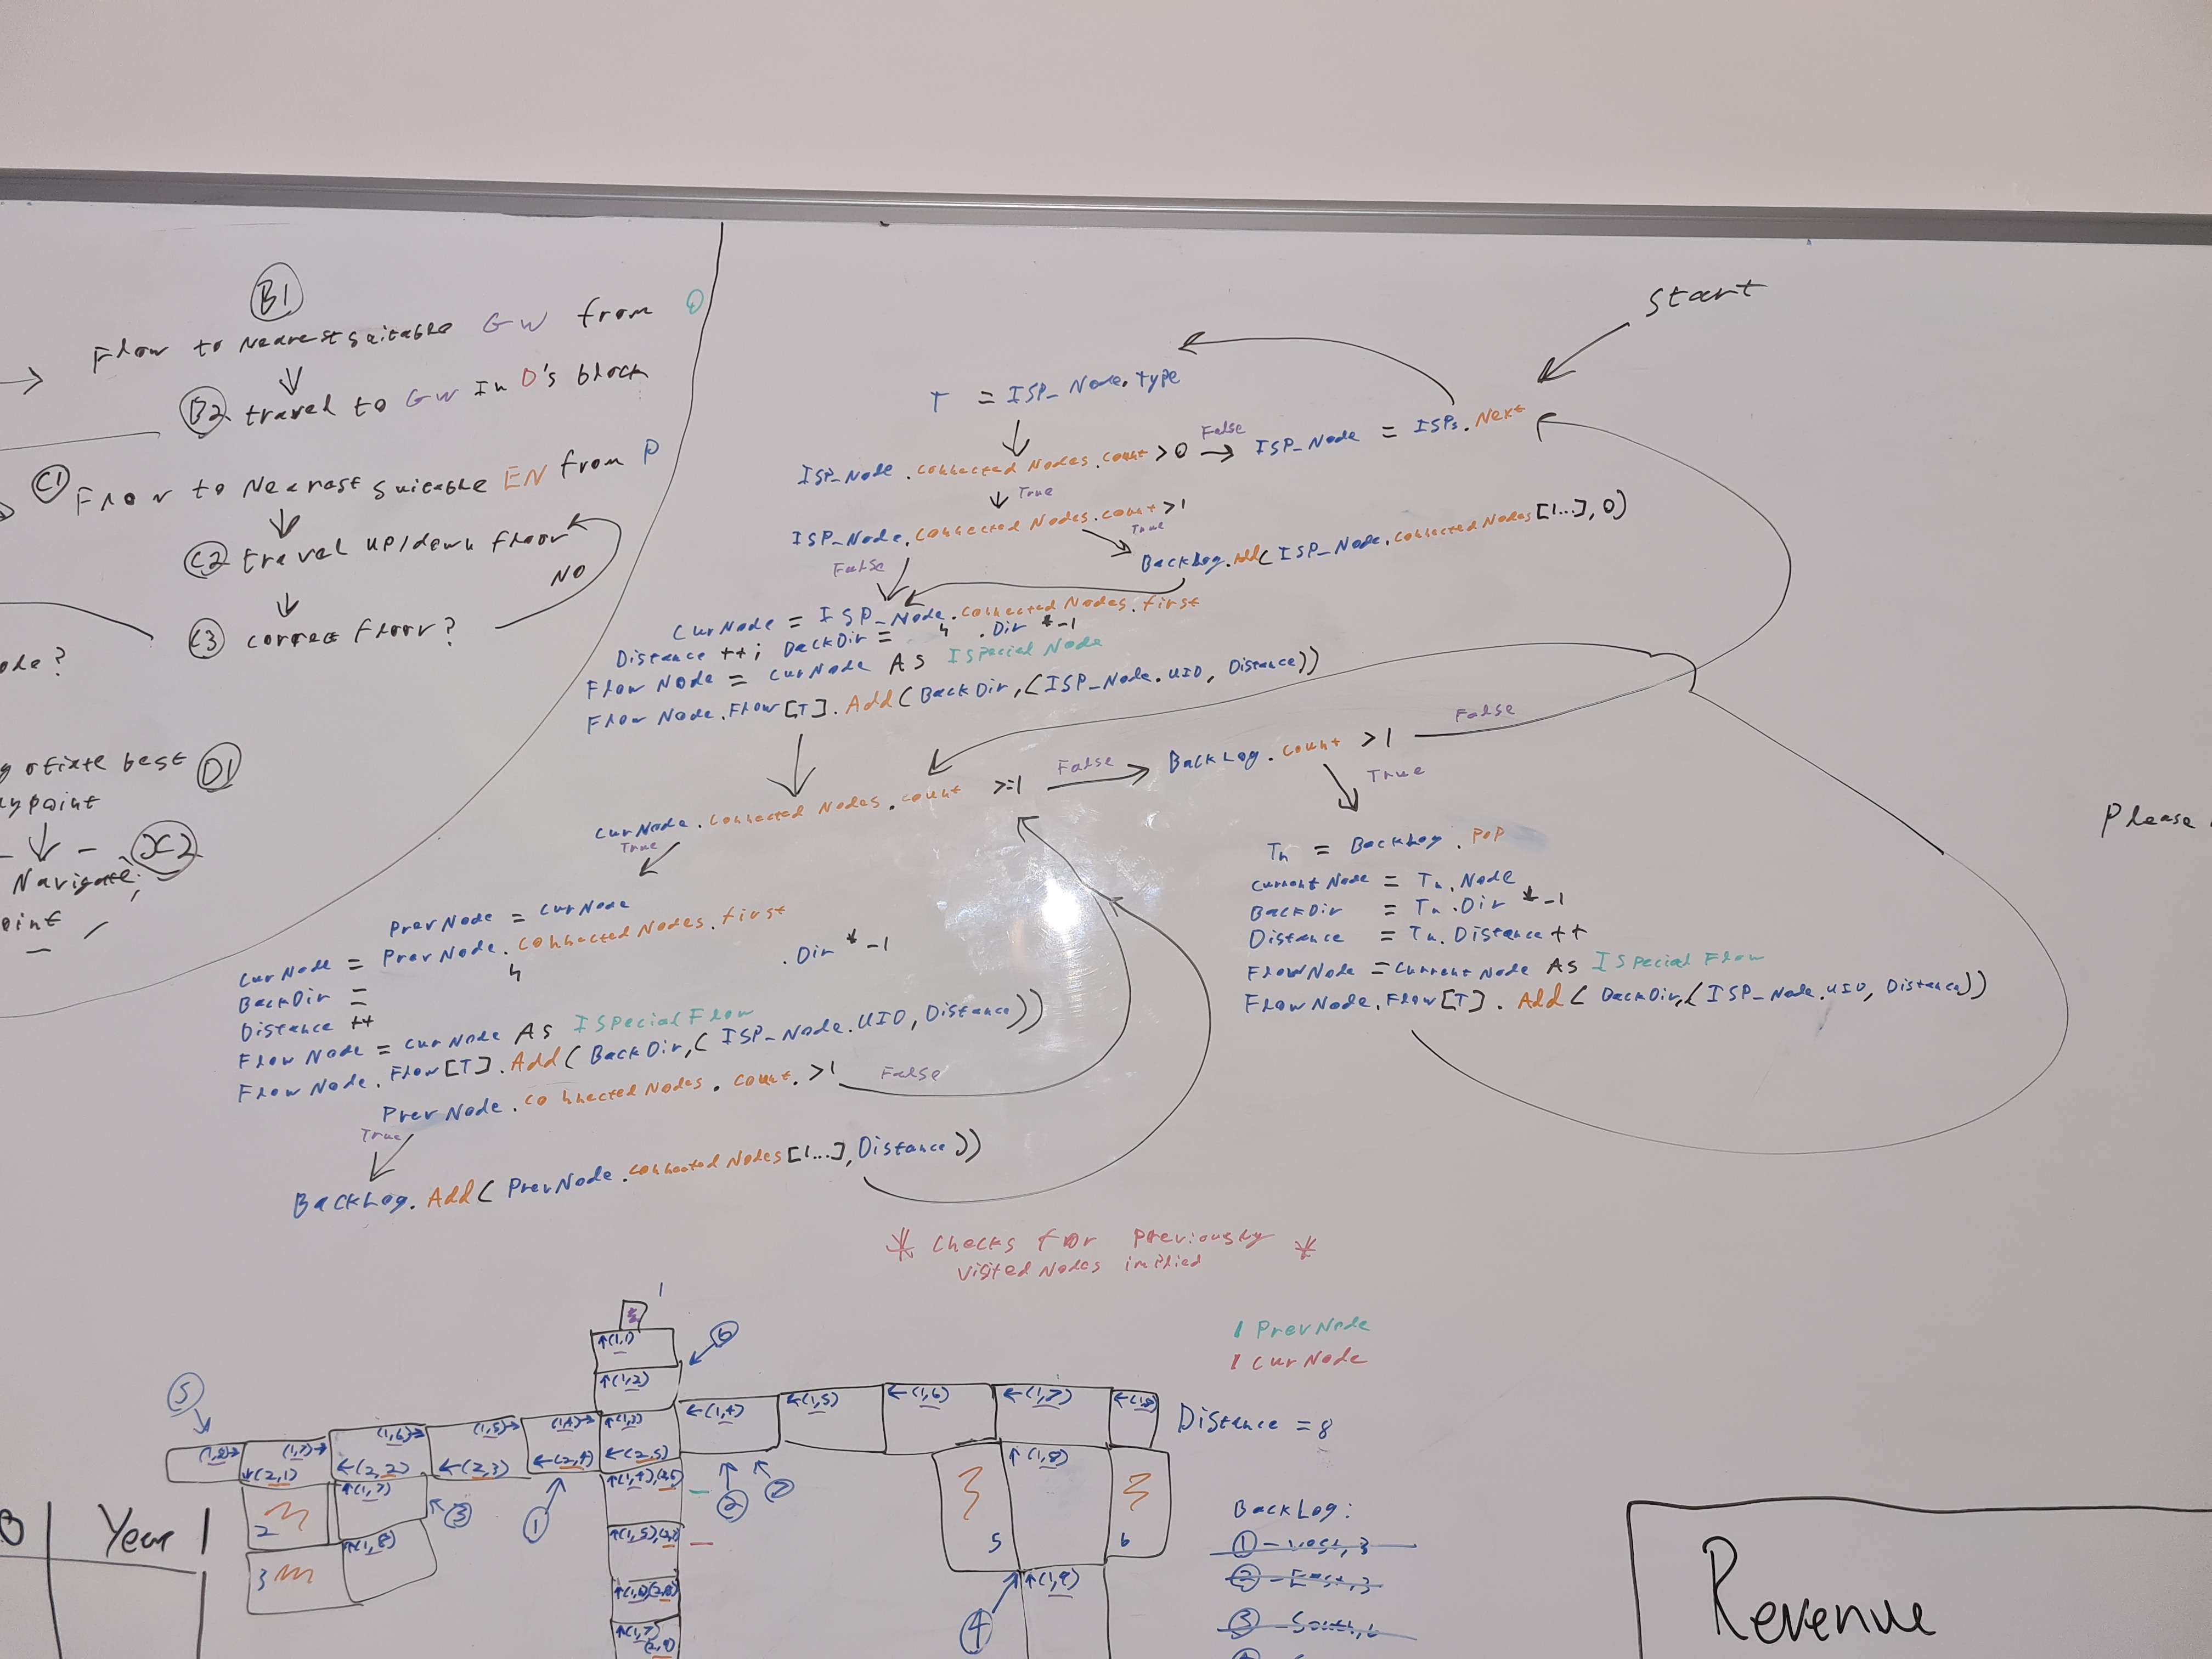 B1
Flow to Nearest suitable GW from O
B2 travel to GW In O's block
C1 Flow to Nearest suitable EN from P
C2 travel up/down floor
NO
C3 correct floor?
ode?
best D1
ypoint
X2
Navigate
oint
Start
T = ISP_Node.type
ISP_Node.connected Nodes.count >0 False → ISP_Node = ISPs.Next
True
ISP_Node.connected Nodes.count >1
True
BackLog.Add(ISP_Node.connected Nodes[1...],0)
False
CurNode = ISP_Node.connected Nodes.first
Distance ++; BackDir = " .Dir *-1
Flow Node = curNode As ISpecial Node
Flow Node.Flow[T].Add(BackDir,(ISP_Node.UID, Distance))
CurNode.connected Nodes.count >=1 False → BackLog.count >1 False
True
True
PrevNode = curNode
CurNode = PrevNode.connected Nodes.first
BackDir = " .Dir *-1
Distance ++
Flow Node = curNode As ISpecial Flow
Flow Node.Flow[T].Add(BackDir,(ISP_Node.UID, Distance))
PrevNode.connected Nodes.count.>1 False
True
BackLog.Add(PrevNode.connected Nodes[1...],Distance))
Tn = BackLog.POP
Current Node = Tn.Node
BackDir = Tn.Dir *-1
Distance = Tn.Distance++
FlowNode = Current Node As ISpecial Flow
FlowNode.Flow[T].Add(BackDir,(ISP_Node.UID, Distance))
Please
* Checks for previously *
visited Nodes implied
1
↑(1,1)
6
↑(1,2)
PrevNode
CurNode
5
(1,8)→ (1,7)→ (1,6)→ (1,5)→ (1,4)→ ↑(1,3) ←(1,4) ←(1,5) ←(1,6) ←(1,7) ←(1,8)
Distance = 8
↓(2,1) ←(2,2) ←(2,3) ←(2,4) ←(2,5)
↑(1,7) 3 1 ↑(1,4),(2,6) 2 7 ↑(1,8)
2
↑(1,5),(2,7) 5 6
3 ↑(1,8)
↑(1,6)(2,8) ↑(1,9)
4
↑(1,7)
(2,9)
BackLog:
1 - West,3
2 - East,3
3 - South,6
Year 1
Revenue